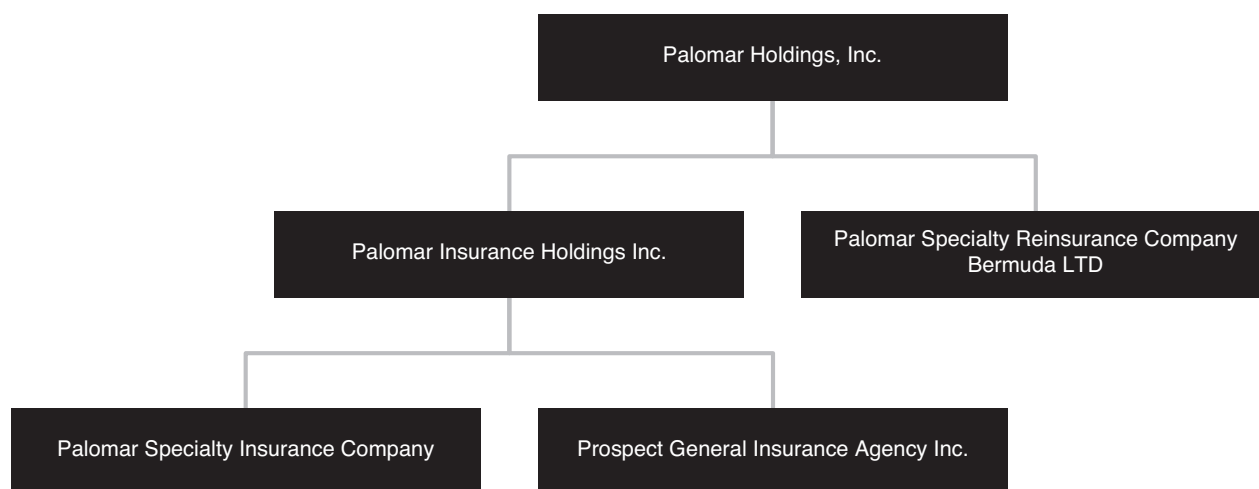 Palomar Holdings, Inc.
Palomar Insurance Holdings Inc.
Palomar Specialty Reinsurance Company
Bermuda LTD
Palomar Specialty Insurance Company
Prospect General Insurance Agency Inc.